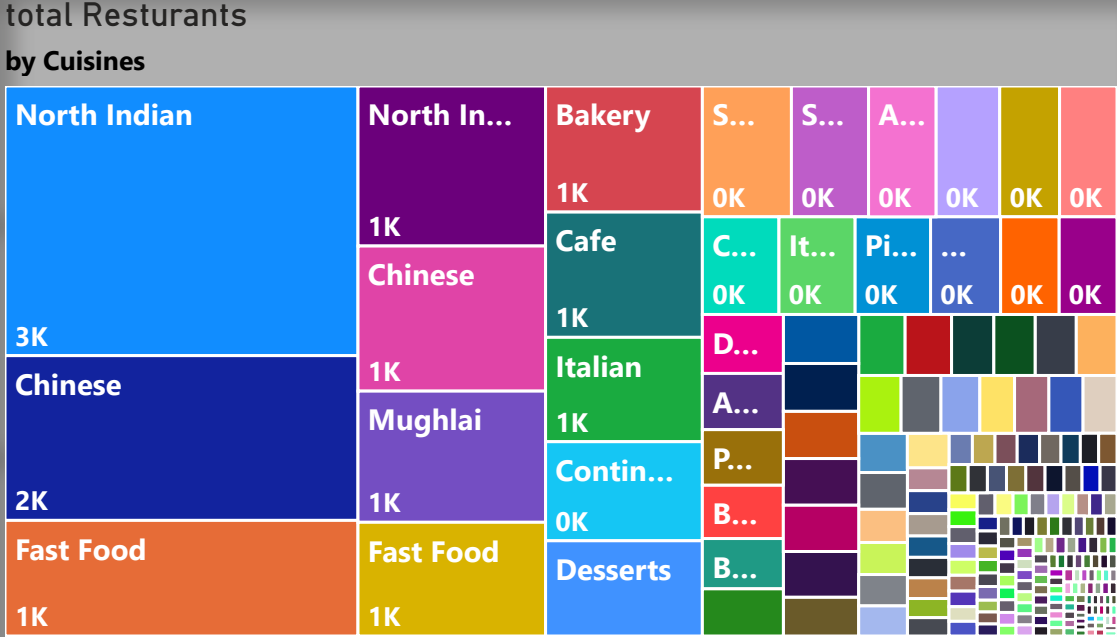 total Resturants
by Cuisines
North Indian
3K
Chinese
2K
Fast Food
1K
North In...
1K
Chinese
1K
Mughlai
1K
Fast Food
1K
Bakery
1K
Cafe
1K
Italian
1K
Contin...
0K
Desserts
S...
0K
S...
0K
A...
0K
0K
0K
0K
C...
0K
It...
0K
Pi...
0K
...
0K
0K
0K
D...
A...
P...
B...
B...